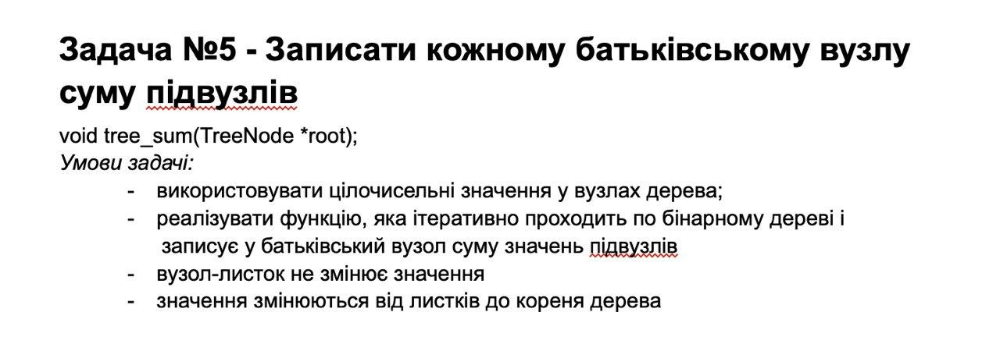 Задача №5 - Записати кожному батьківському вузлу
суму підвузлів
void tree_sum(TreeNode *root);
Умови задачі:
- використовувати цілочисельні значення у вузлах дерева;
- реалізувати функцію, яка ітеративно проходить по бінарному дереві і
записує у батьківський вузол суму значень підвузлів
- вузол-листок не змінює значення
- значення змінюються від листків до кореня дерева